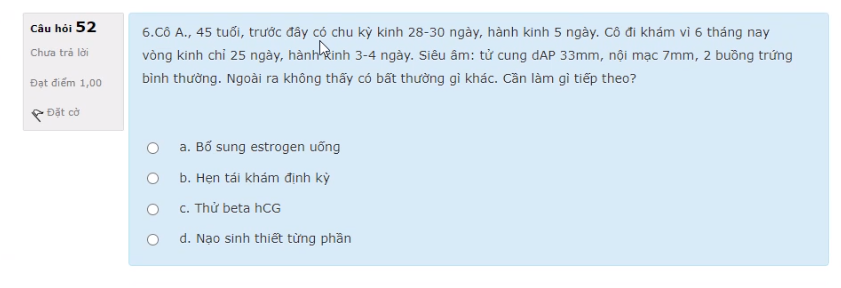 Câu hỏi 52
Chưa trả lời
Đạt điểm 1,00
Đặt cờ
6.Cô A., 45 tuổi, trước đây có chu kỳ kinh 28-30 ngày, hành kinh 5 ngày. Cô đi khám vì 6 tháng nay
vòng kinh chỉ 25 ngày, hành kinh 3-4 ngày. Siêu âm: tử cung dAP 33mm, nội mạc 7mm, 2 buồng trứng
bình thường. Ngoài ra không thấy có bất thường gì khác. Cần làm gì tiếp theo?
a. Bổ sung estrogen uống
b. Hẹn tái khám định kỳ
c. Thử beta hCG
d. Nạo sinh thiết từng phần